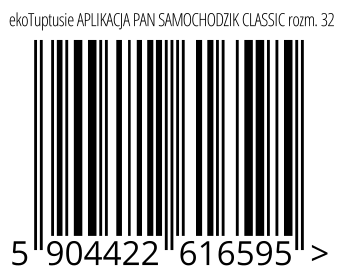 ekoTuptusie APLIKACJA PAN SAMOCHODZIK CLASSIC rozm. 32
5 904422 616595 >